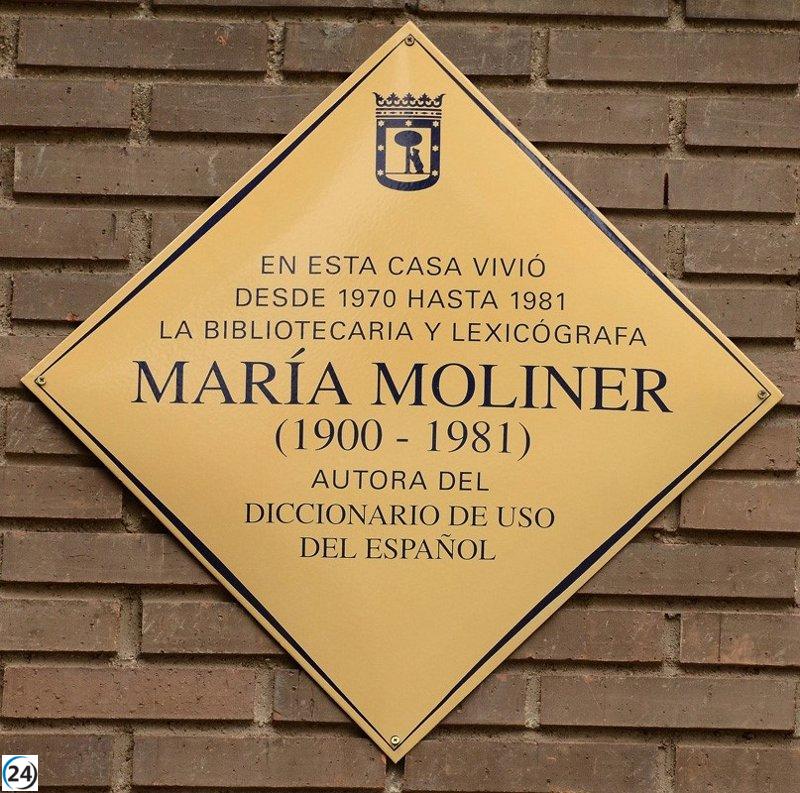 EN ESTA CASA VIVIÓ
DESDE 1970 HASTA 1981
LA BIBLIOTECARIA Y LEXICÓGRAFA
MARÍA MOLINER
(1900 - 1981)
AUTORA DEL
DICCIONARIO DE USO
DEL ESPAÑOL
24